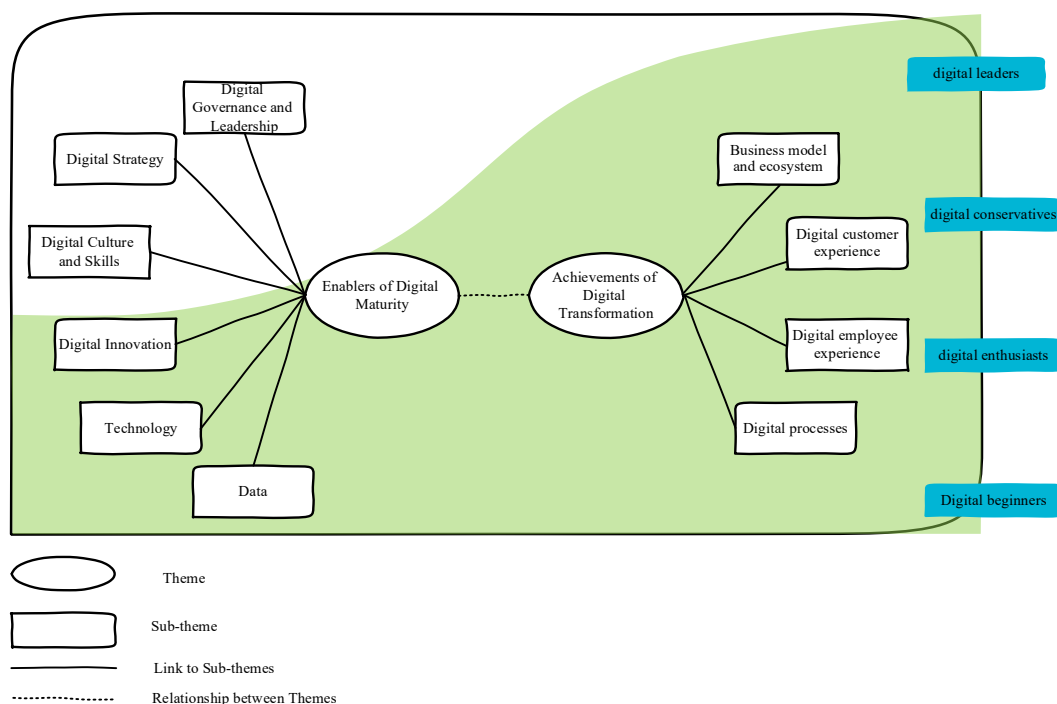 digital leaders
Digital
Governance and
Leadership
Digital Strategy
Business model
and ecosystem
digital conservatives
Digital Culture
and Skills
Digital customer
experience
Enablers of Digital
Maturity
Achievements of
Digital
Transformation
Digital Innovation
Digital employee
experience
digital enthusiasts
Technology
Digital processes
Data
Digital beginners
Theme
Sub-theme
Link to Sub-themes
Relationship between Themes